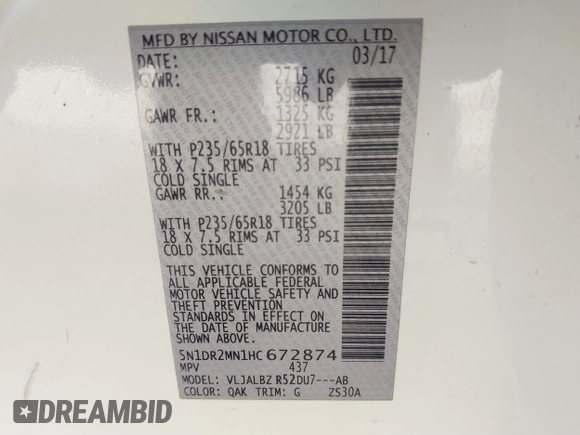 MFD BY NISSAN MOTOR CO., LTD.
DATE: 03/17
GVWR: 2715 KG
5986 LB
GAWR FR.: 1325 KG
2921 LB
WITH P235/65R18 TIRES
18 X 7.5 RIMS AT 33 PSI
COLD SINGLE
GAWR RR.: 1454 KG
3205 LB
WITH P235/65R18 TIRES
18 X 7.5 RIMS AT 33 PSI
COLD SINGLE
THIS VEHICLE CONFORMS TO
ALL APPLICABLE FEDERAL
MOTOR VEHICLE SAFETY AND
THEFT PREVENTION
STANDARDS IN EFFECT ON
THE DATE OF MANUFACTURE
SHOWN ABOVE.
5N1DR2MN1HC672874
MPV 437
MODEL: VLJALBZ R52DU7---AB
COLOR: QAK TRIM: G ZS30A
DREAMBID